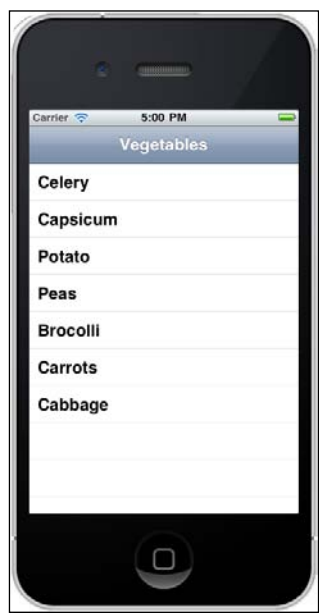 Carrier 5:00 PM
Vegetables
Celery
Capsicum
Potato
Peas
Brocolli
Carrots
Cabbage